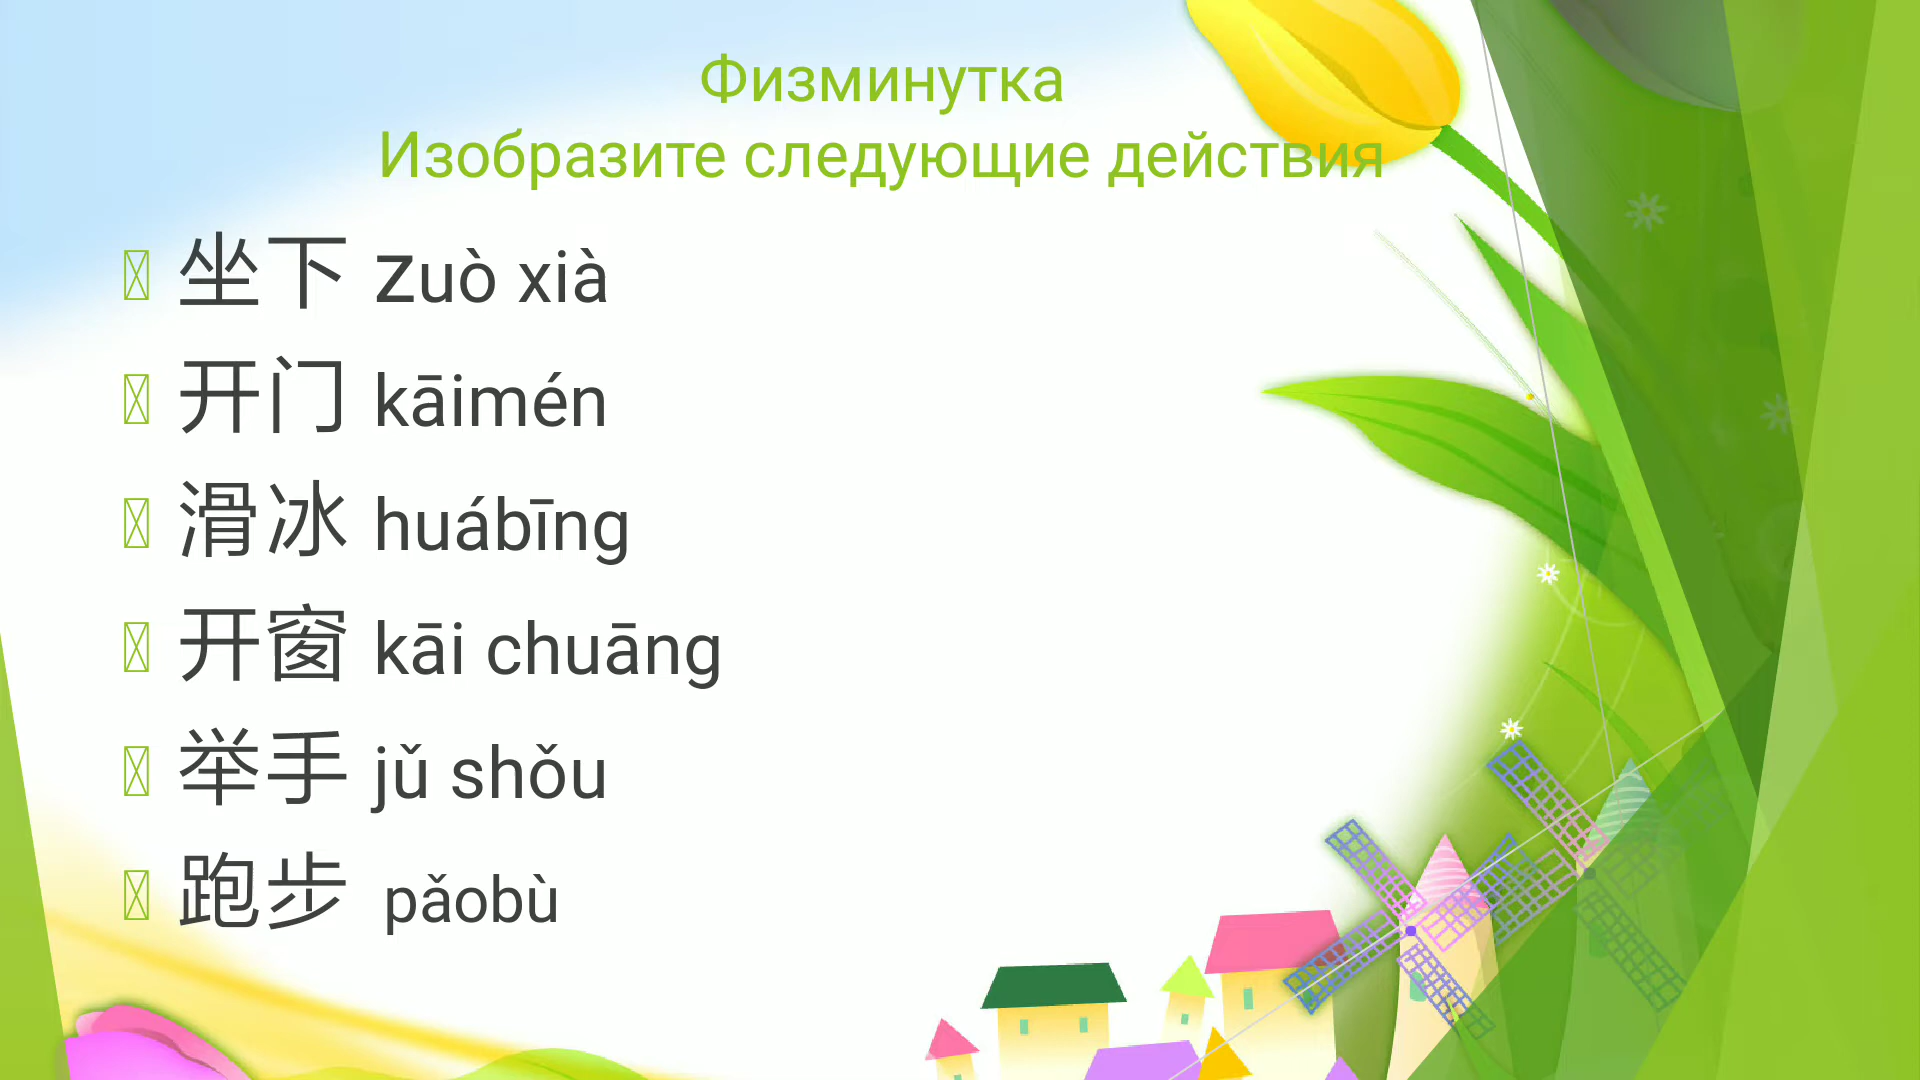 Физминутка
Изобразите следующие действия
坐下 zuò xià
开门 kāimén
滑冰 huábīng
开窗 kāi chuāng
举手 jǔ shǒu
跑步 pǎobù